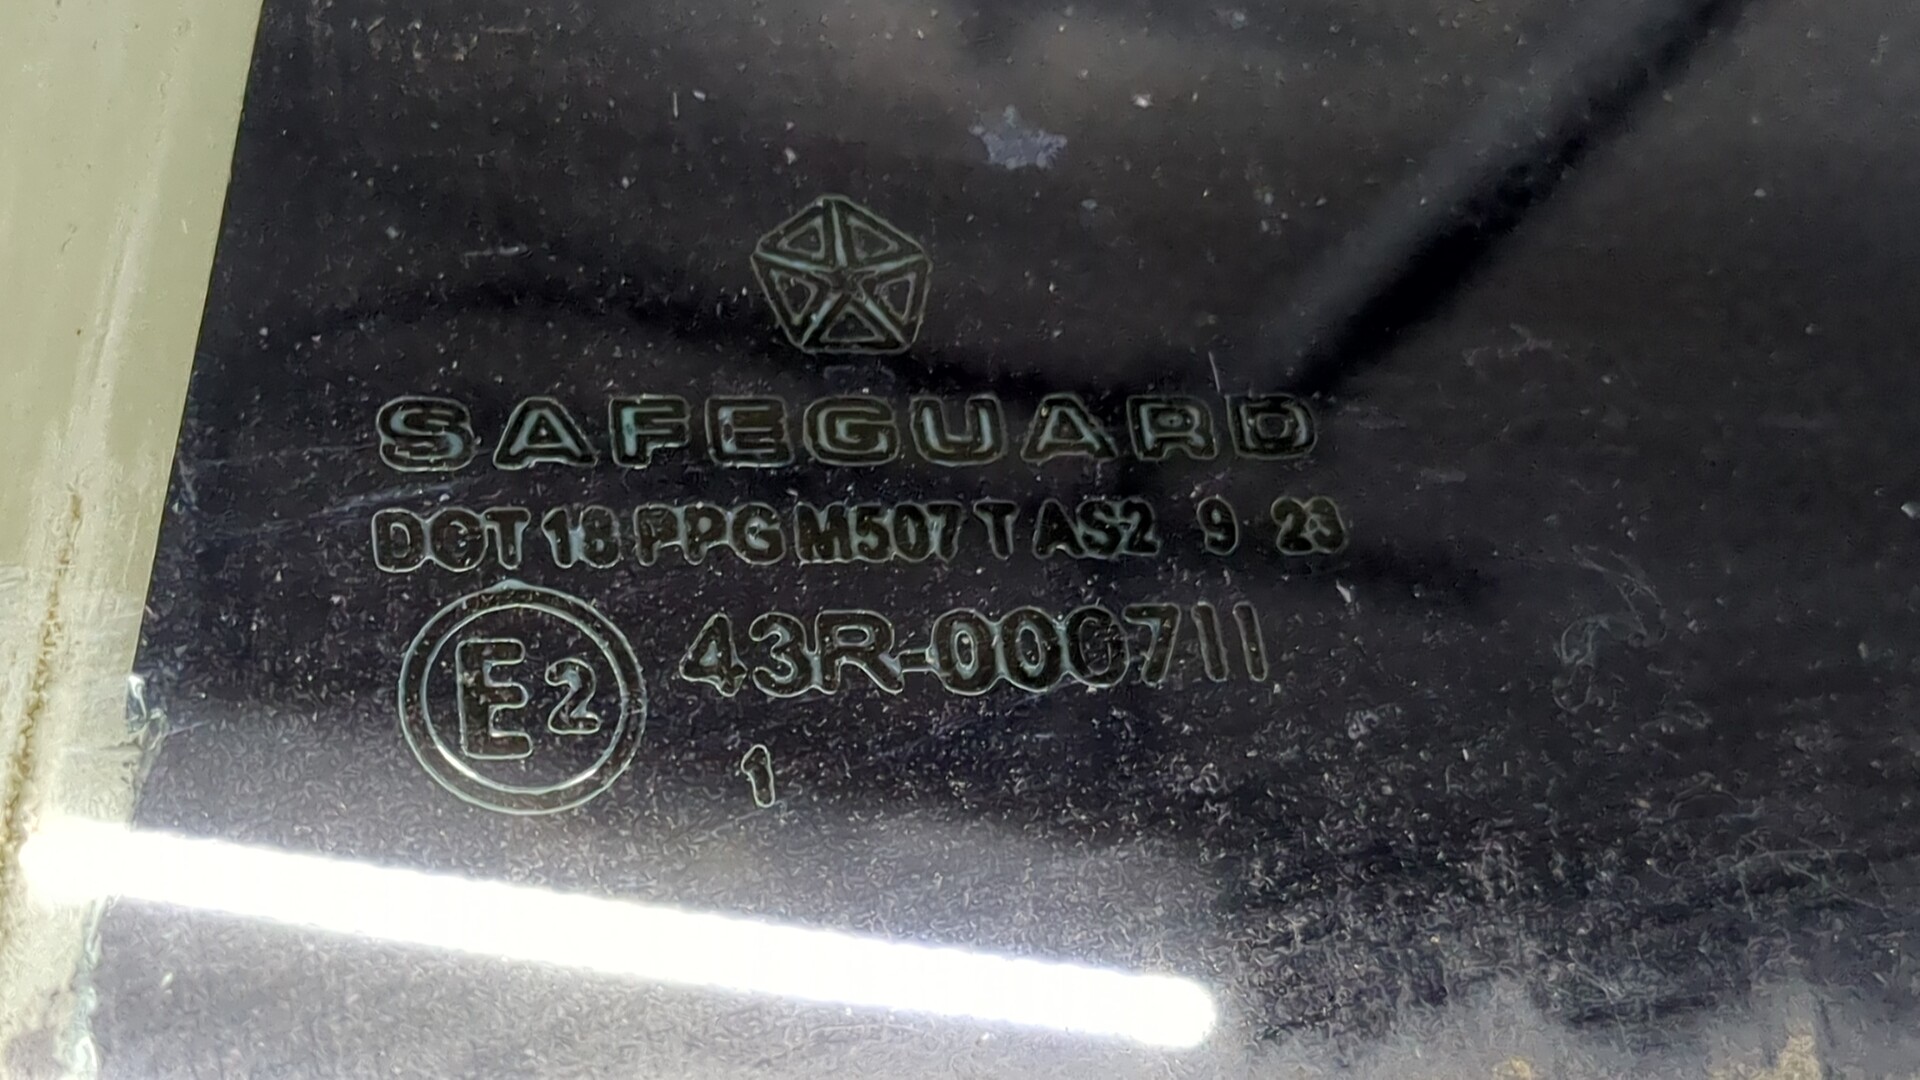 SAFEGUARD
DOT 18 PPG M507 T AS2 9 23
E2 43R-000711
1